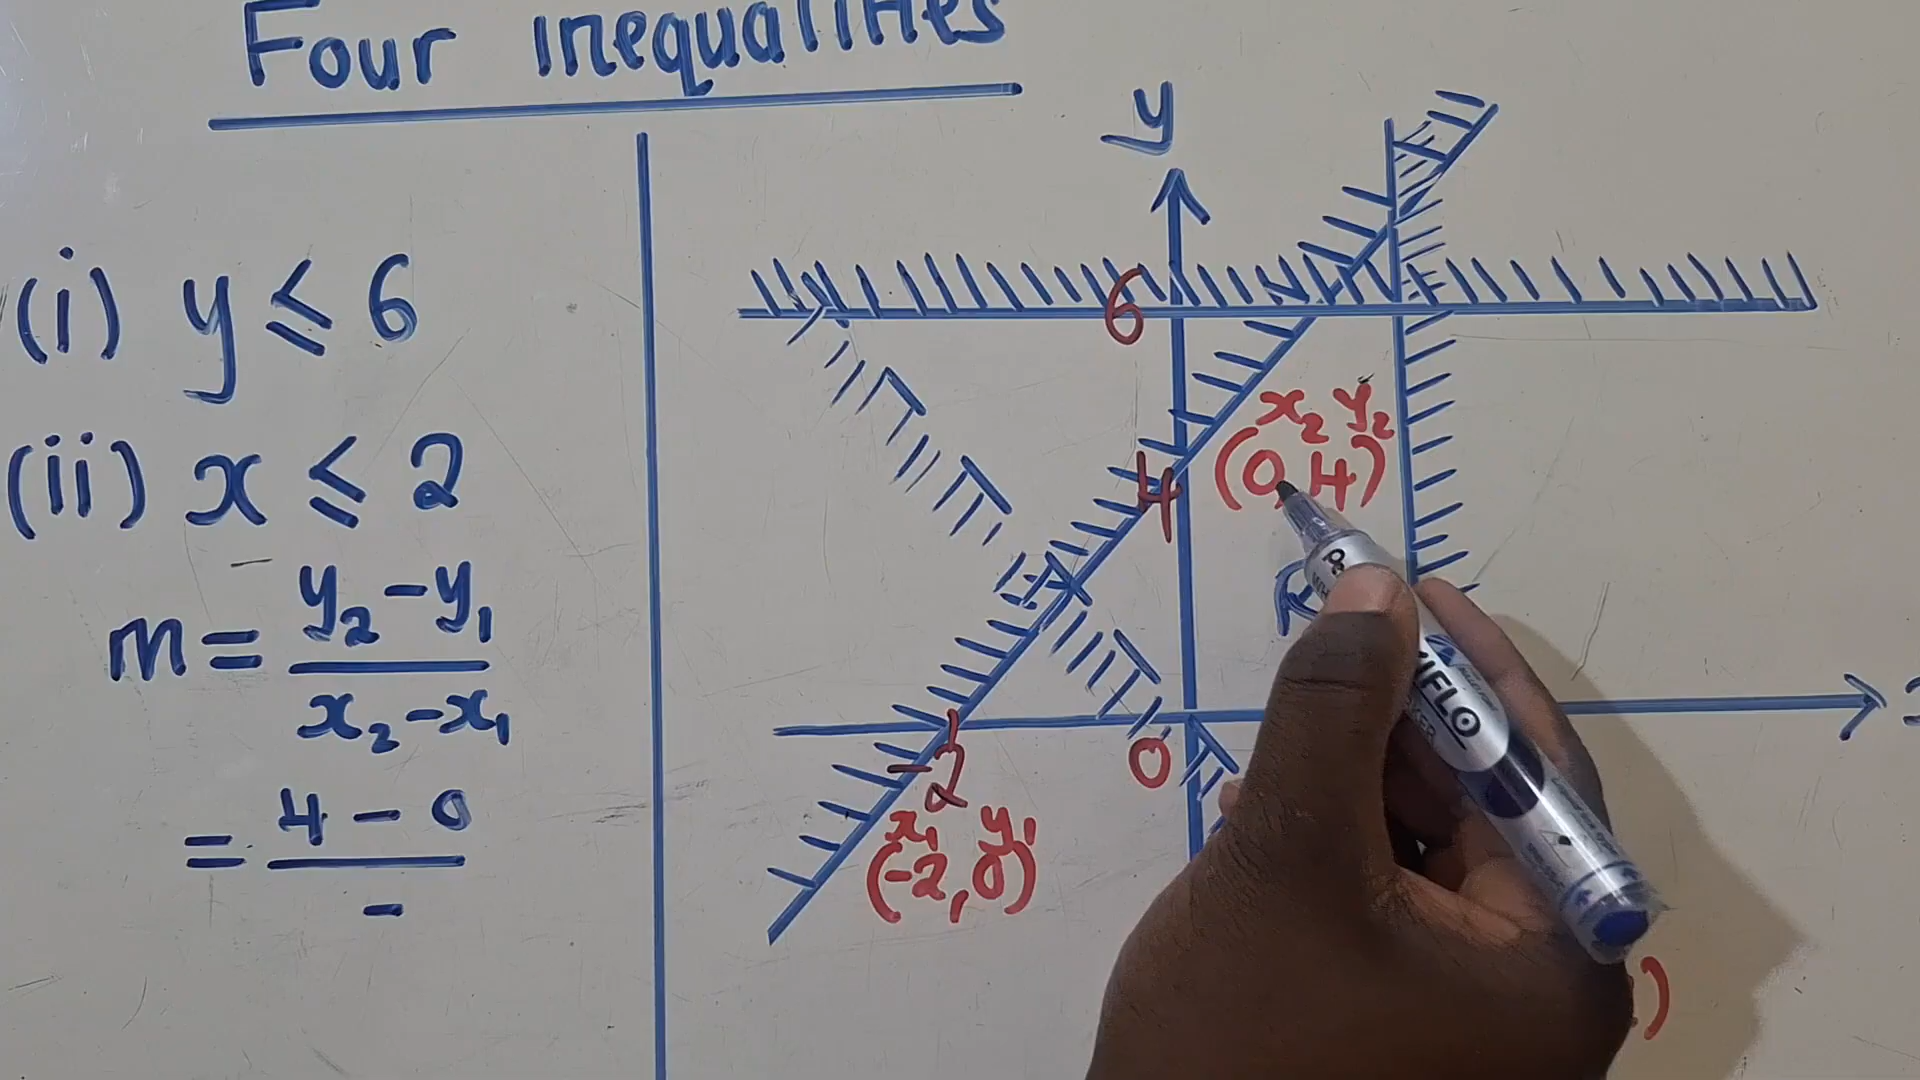 Four inequalities
(i) y ≤ 6
(ii) x ≤ 2
m = y₂ - y₁
x₂ - x₁
= 4 - 0
-
y
6
x₂ y₂
(0, 4)
4
0
-2
x₁ y₁
(-2, 0)
R
)